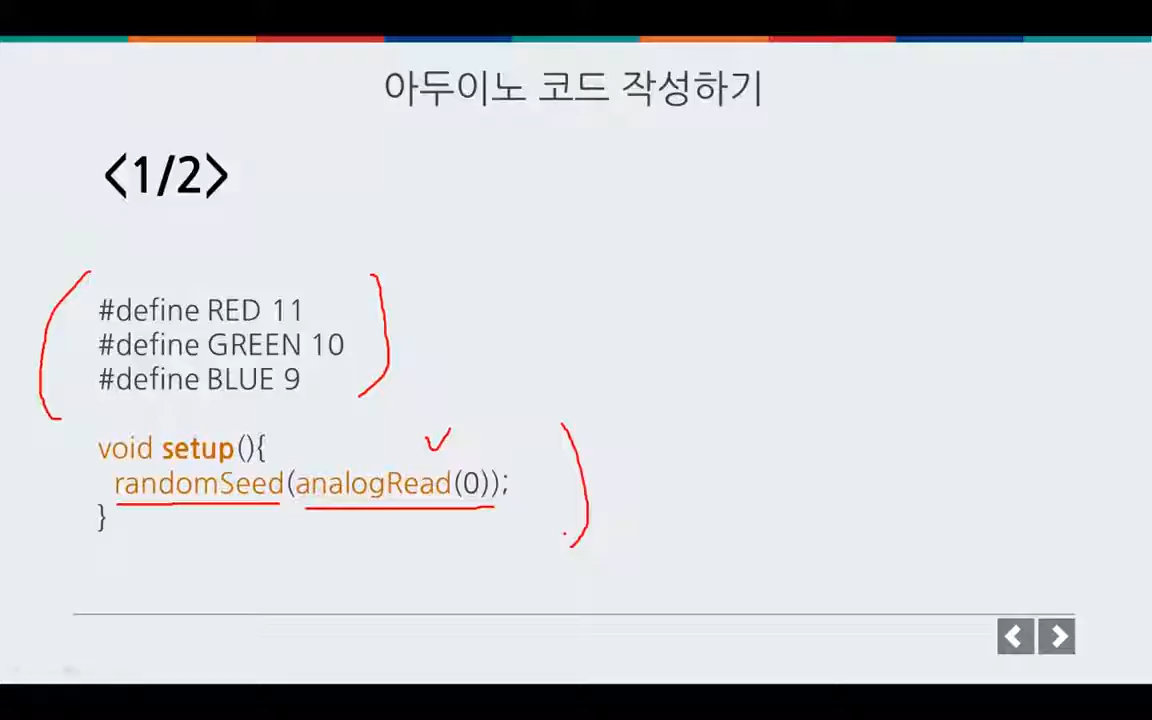 아두이노 코드 작성하기
<1/2>
#define RED 11
#define GREEN 10
#define BLUE 9
void setup(){
randomSeed(analogRead(0));
}